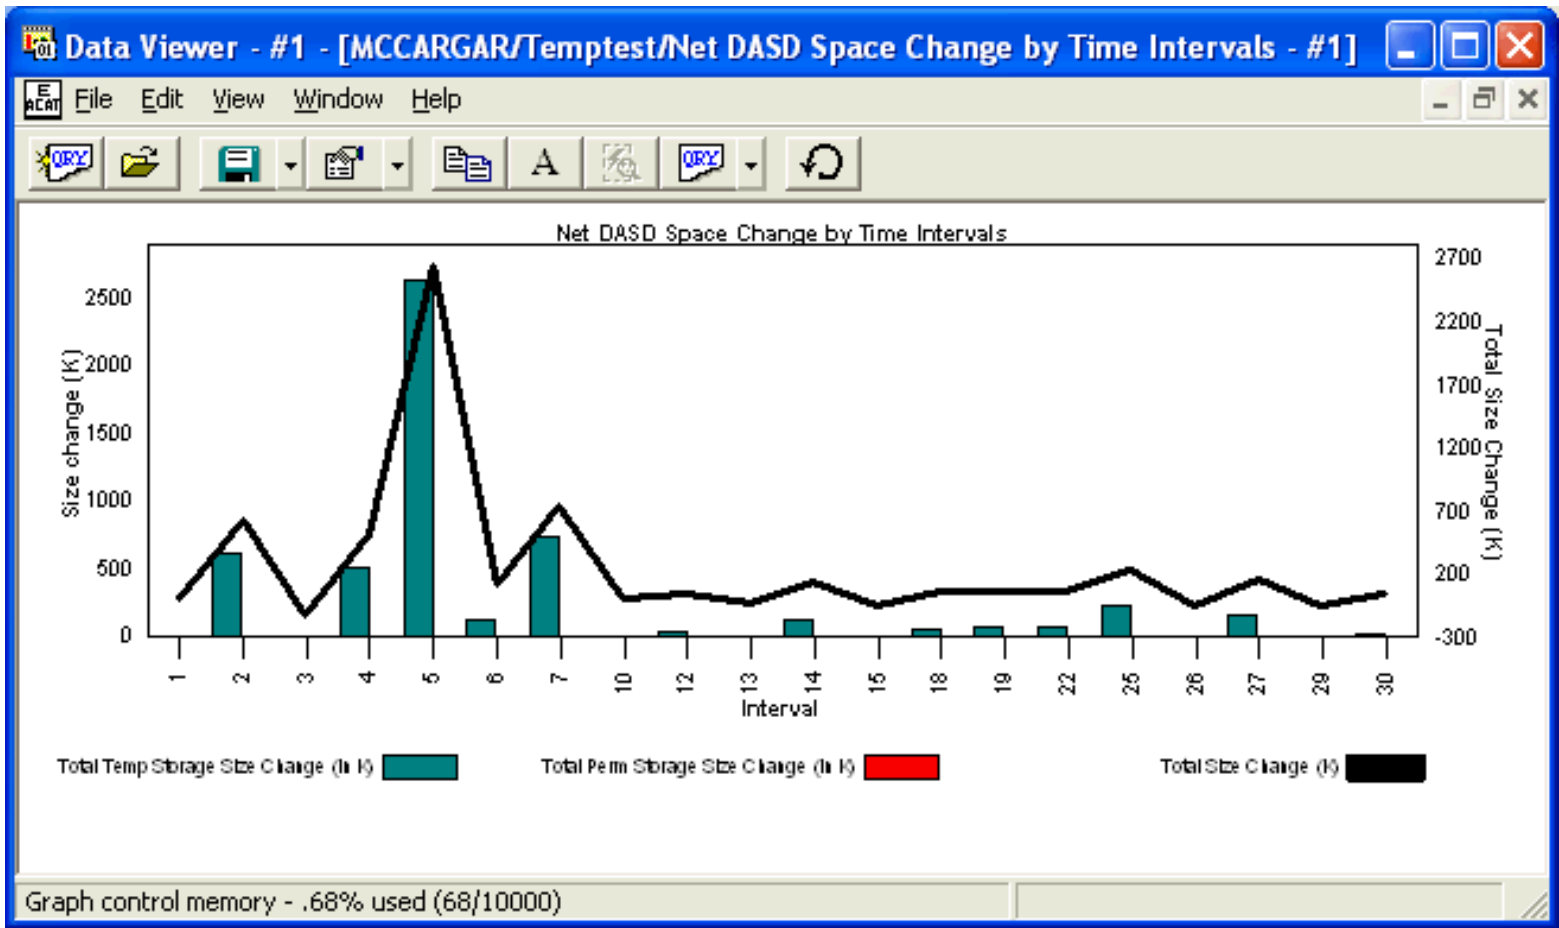 Data Viewer - #1 - [MCCARGAR/Temptest/Net DASD Space Change by Time Intervals - #1]
E
ACAT
File Edit View Window Help
QRY A QRY
Net DASD Space Change by Time Intervals
Size change (K)
2500
2000
1500
1000
500
0
2700
2200
1700
1200
700
200
-300
Total Size Change (K)
1 2 3 4 5 6 7 10 12 13 14 15 18 19 22 25 26 27 29 30
Interval
Total Temp Storage Size Change (In K) Total Perm Storage Size Change (In K) Total Size Change (K)
Graph control memory - .68% used (68/10000)